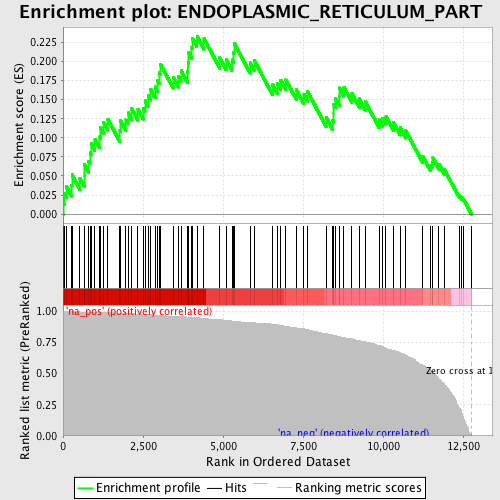 Enrichment plot: ENDOPLASMIC_RETICULUM_PART
Enrichment score (ES)
0.225
0.200
0.175
0.150
0.125
0.100
0.075
0.050
0.025
0.000
'na_pos' (positively correlated)
Ranked list metric (PreRanked)
1.00
0.75
0.50
0.25
0.00
Zero cross at 1
'na_neg' (negatively correlated)
0
2,500
5,000
7,500
10,000
12,500
Rank in Ordered Dataset
Enrichment profile
Hits
Ranking metric scores